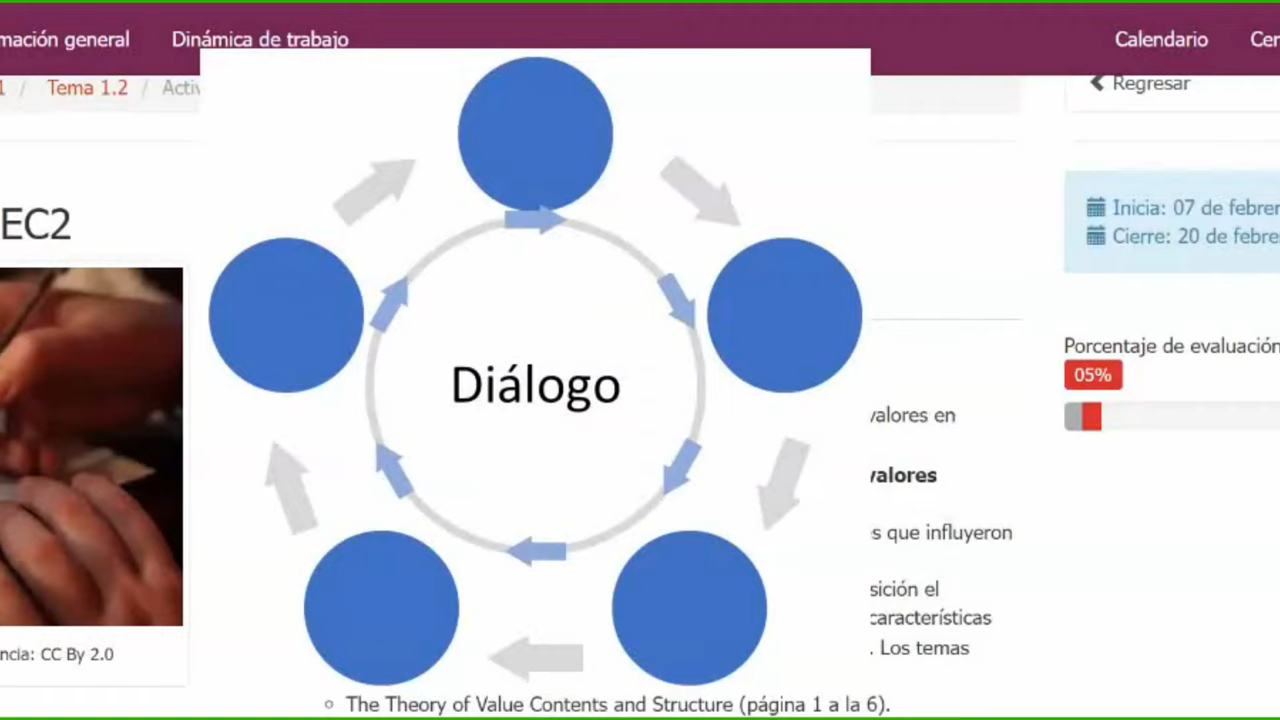 mación general Dinámica de trabajo Calendario Cer
1 / Tema 1.2 / Activ
Regresar
EC2
Inicia: 07 de febrer
Cierre: 20 de febre
Diálogo
Porcentaje de evaluación
05%
valores en
valores
s que influyeron
sición el
características
. Los temas
ncia: CC By 2.0
The Theory of Value Contents and Structure (página 1 a la 6).